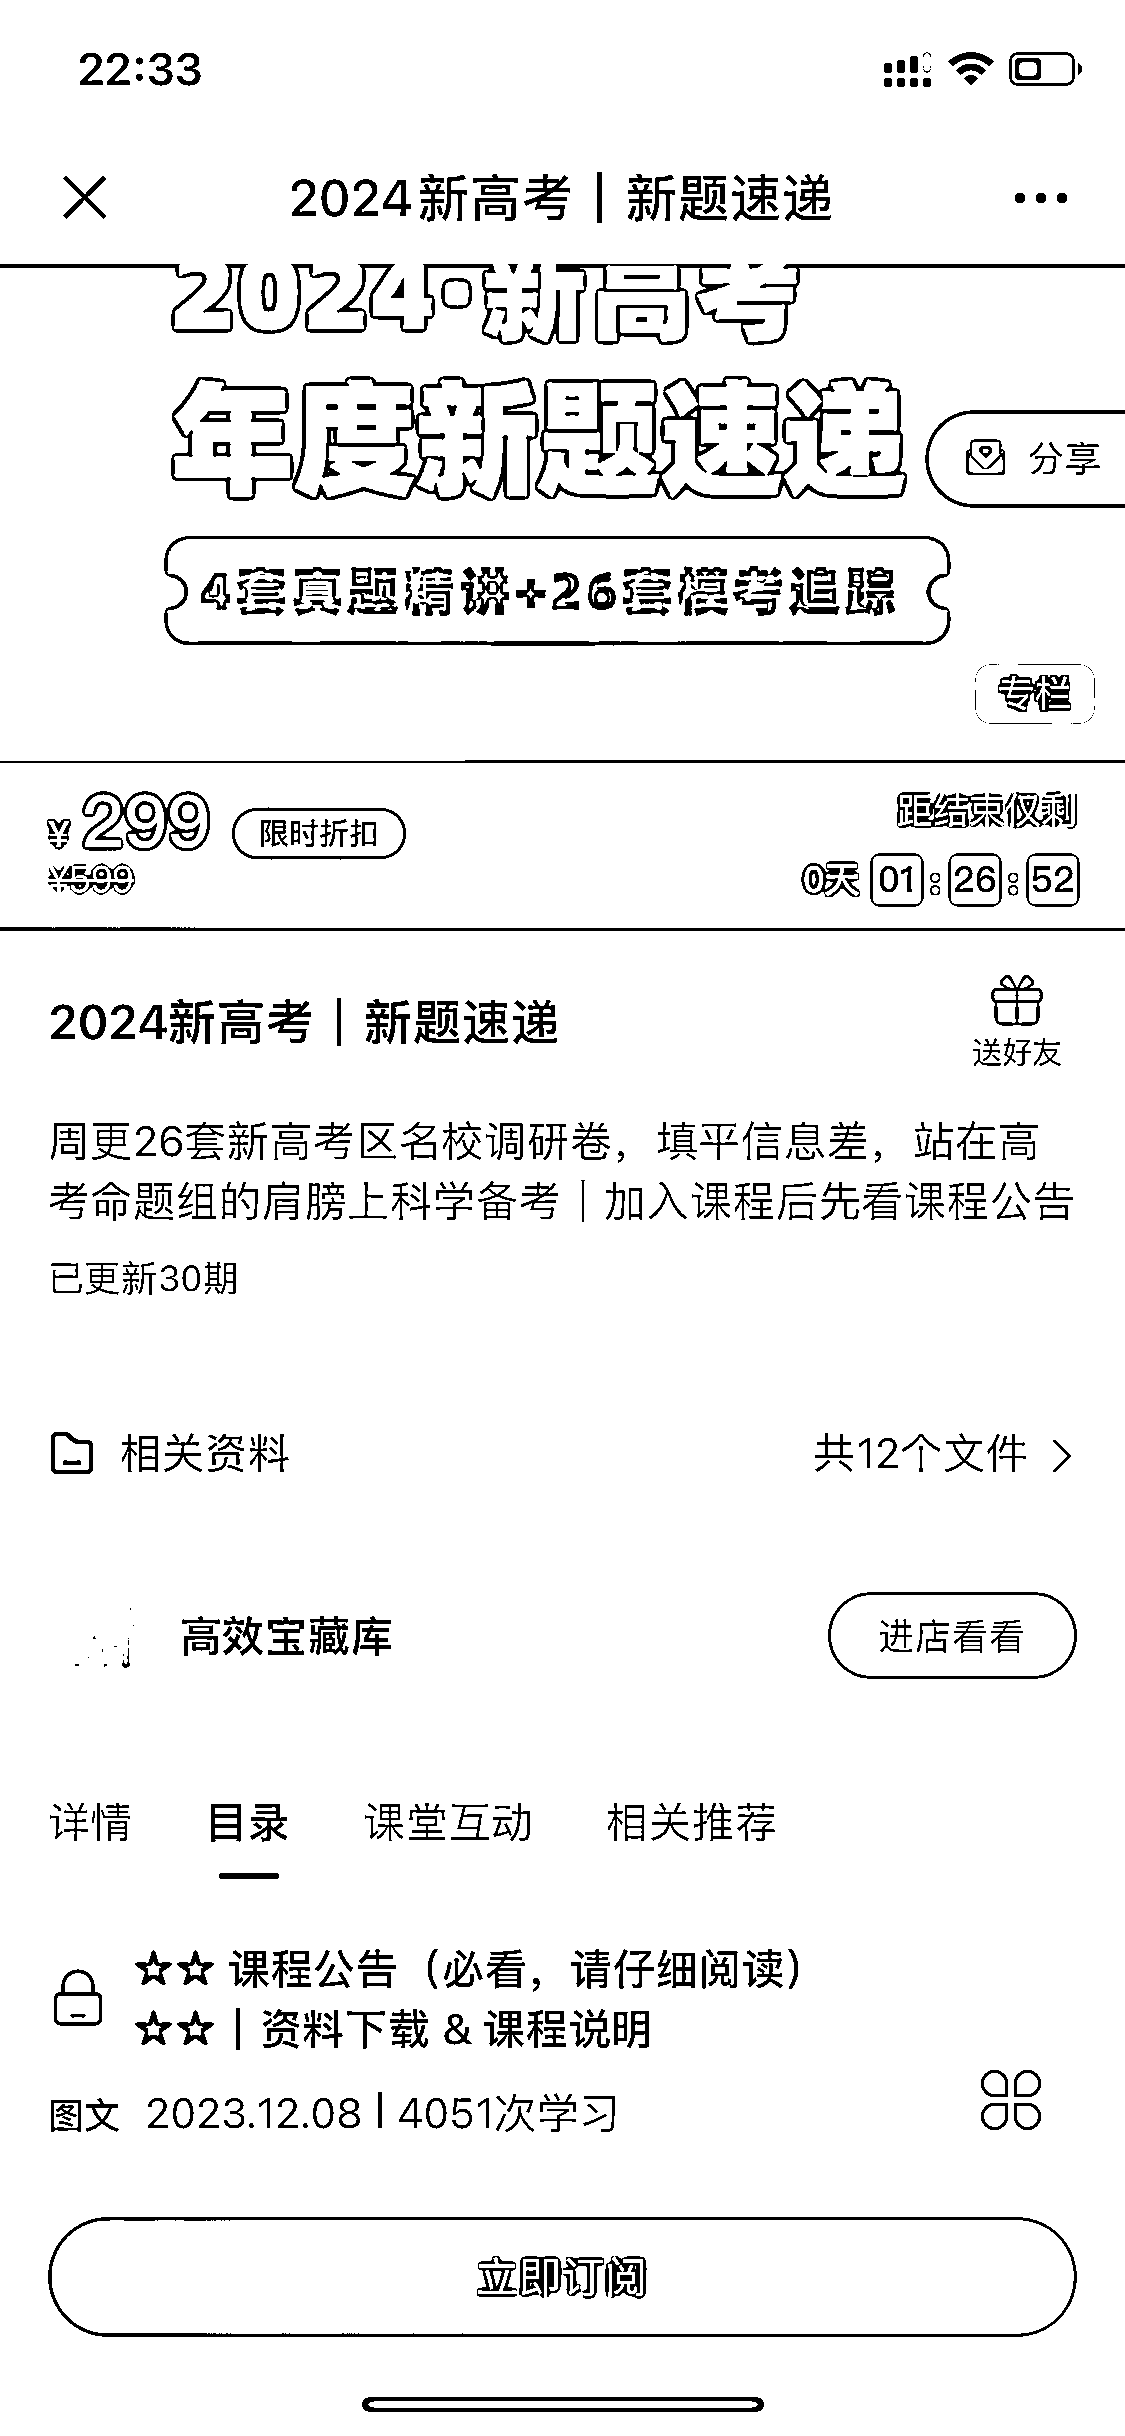 22:33
2024新高考｜新题速递
2024·新高考
年度新题速递
分享
4套真题精讲+26套模考追踪
专栏
¥299 限时折扣
¥599
距结束仅剩
0天 01:26:52
2024新高考｜新题速递
送好友
周更26套新高考区名校调研卷，填平信息差，站在高
考命题组的肩膀上科学备考｜加入课程后先看课程公告
已更新30期
相关资料
共12个文件
高效宝藏库
进店看看
详情 目录 课堂互动 相关推荐
☆☆ 课程公告（必看，请仔细阅读）
☆☆｜资料下载 & 课程说明
图文 2023.12.08 | 4051次学习
立即订阅